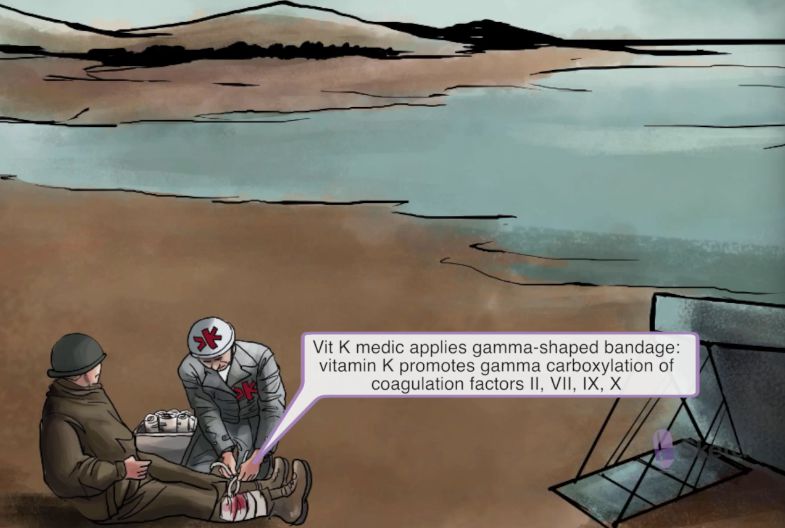 Vit K medic applies gamma-shaped bandage:
vitamin K promotes gamma carboxylation of
coagulation factors II, VII, IX, X